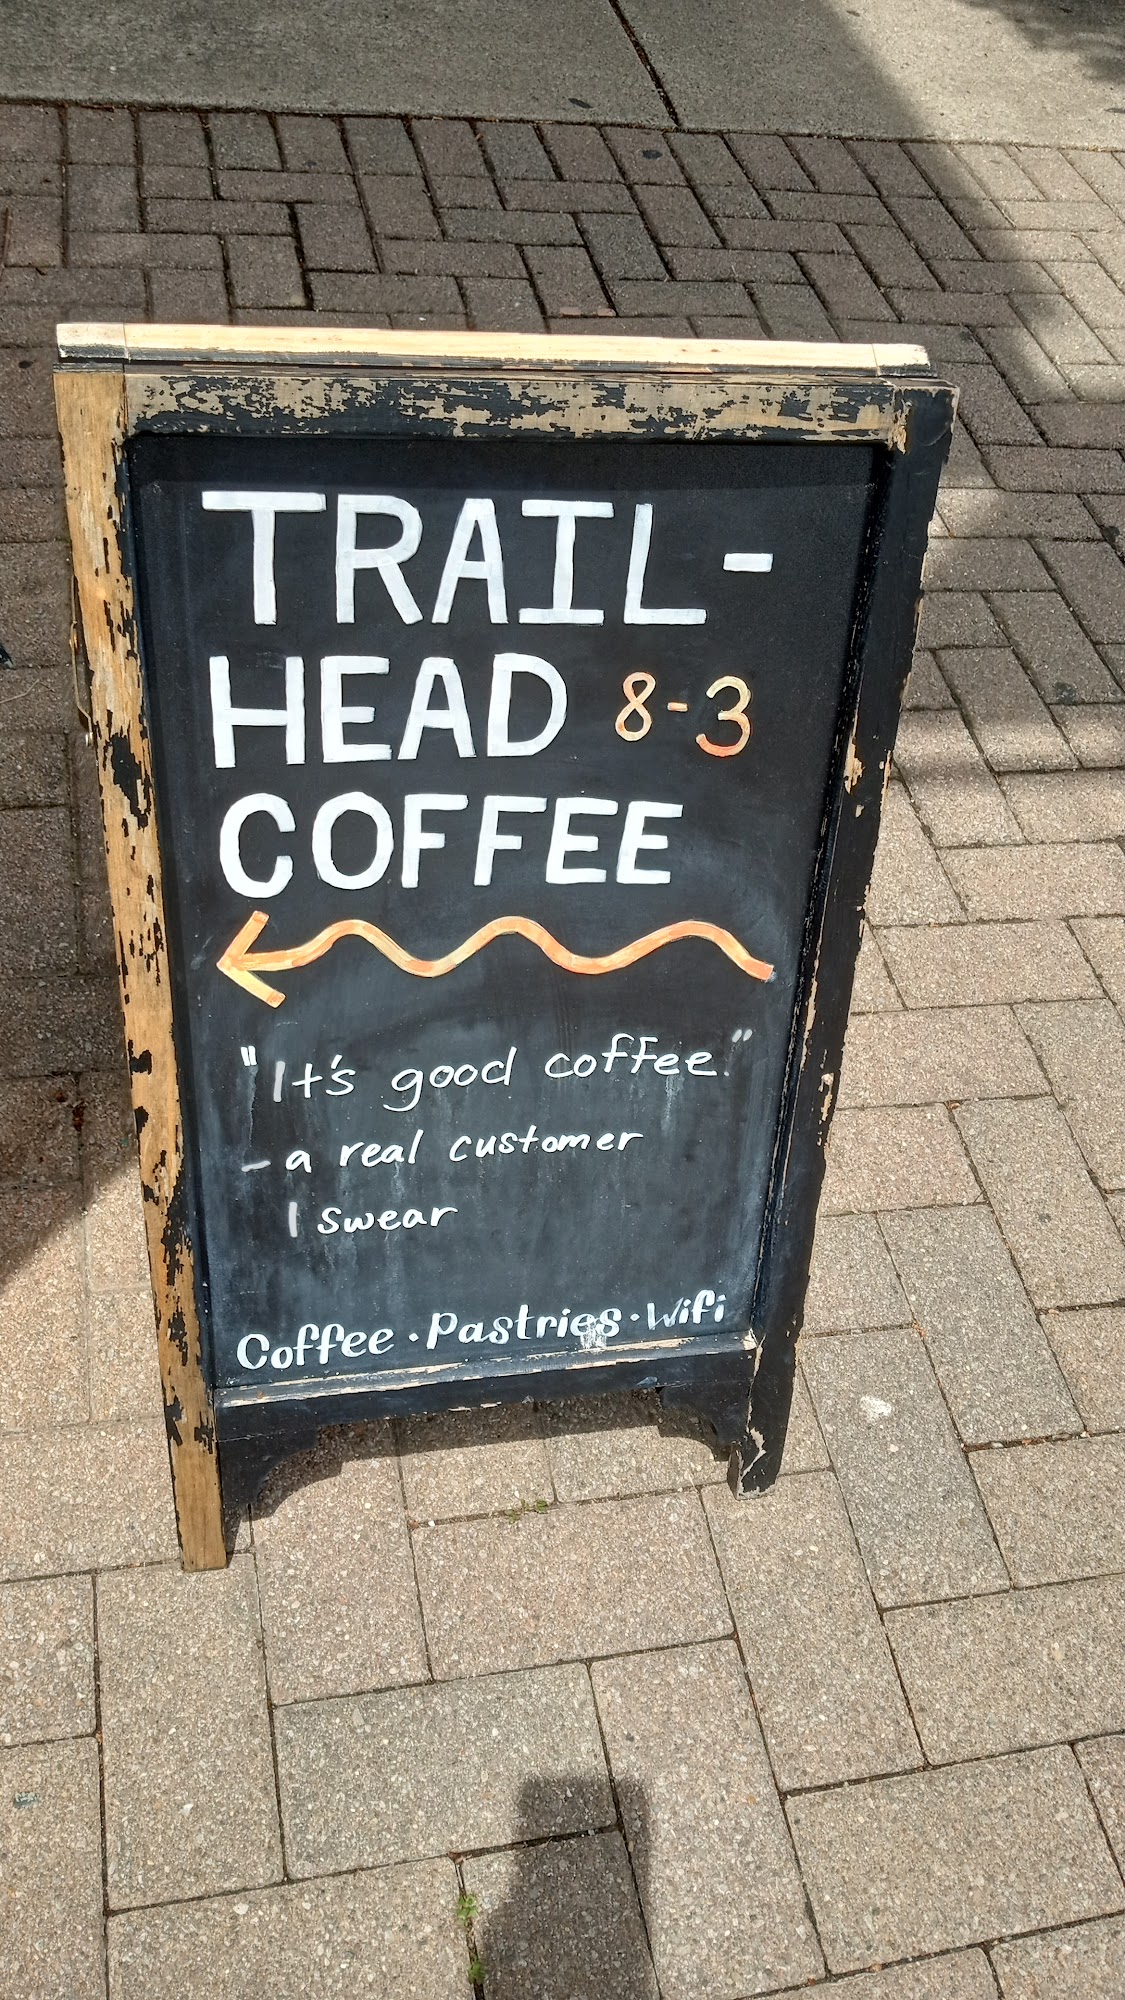 TRAIL-
HEAD 8-3
COFFEE
"It's good coffee."
- a real customer
I swear
Coffee · Pastries · Wifi